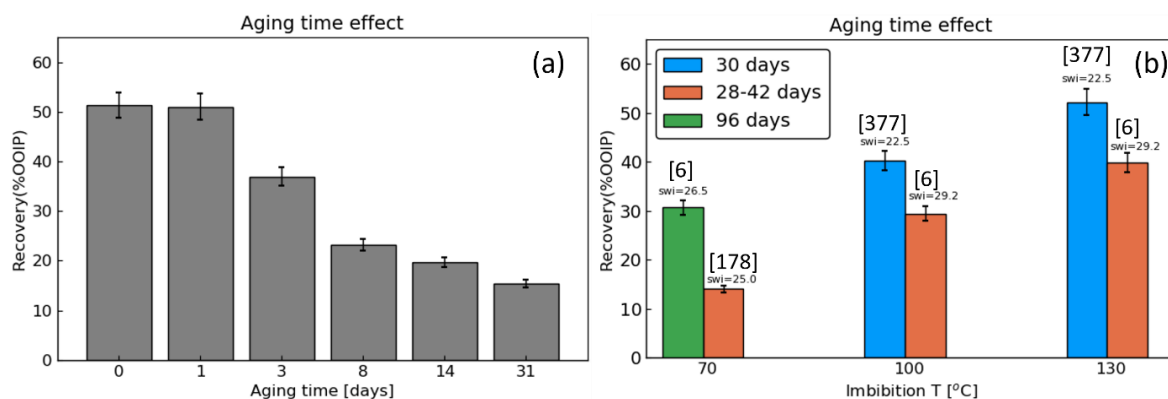 Aging time effect
(a)
60
50
40
30
20
10
0
Recovery(%OOIP)
0 1 3 8 14 31
Aging time [days]
Aging time effect
(b)
30 days
28-42 days
96 days
[377]
swi=22.5
[6]
swi=29.2
[377]
swi=22.5
[6]
swi=29.2
[6]
swi=26.5
[178]
swi=25.0
60
50
40
30
20
10
0
Recovery(%OOIP)
70 100 130
Imbibition T [°C]